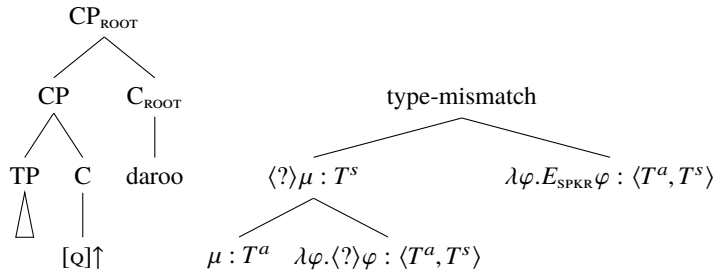 CP_ROOT
CP C_ROOT type-mismatch
TP C daroo ⟨?⟩μ : T^s λφ.E_SPKR φ : ⟨T^a, T^s⟩
[Q]↑ μ : T^a λφ.⟨?⟩φ : ⟨T^a, T^s⟩